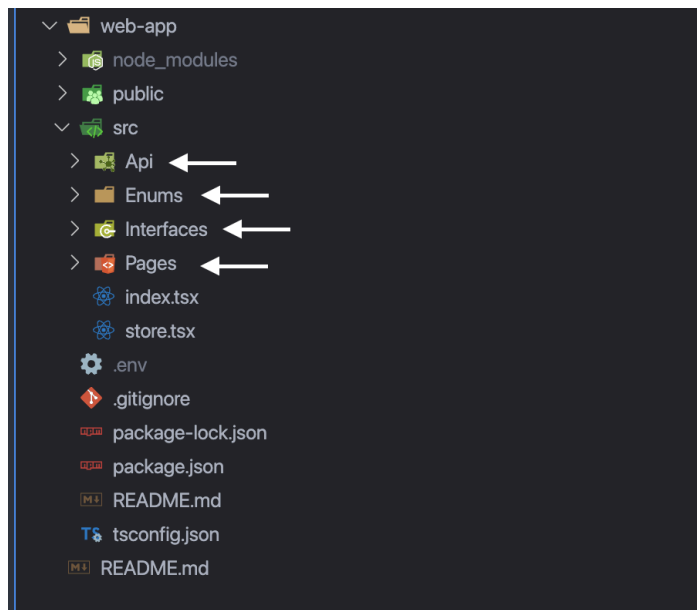 web-app
node_modules
public
src
Api
Enums
Interfaces
Pages
index.tsx
store.tsx
.env
.gitignore
package-lock.json
package.json
README.md
TS tsconfig.json
README.md